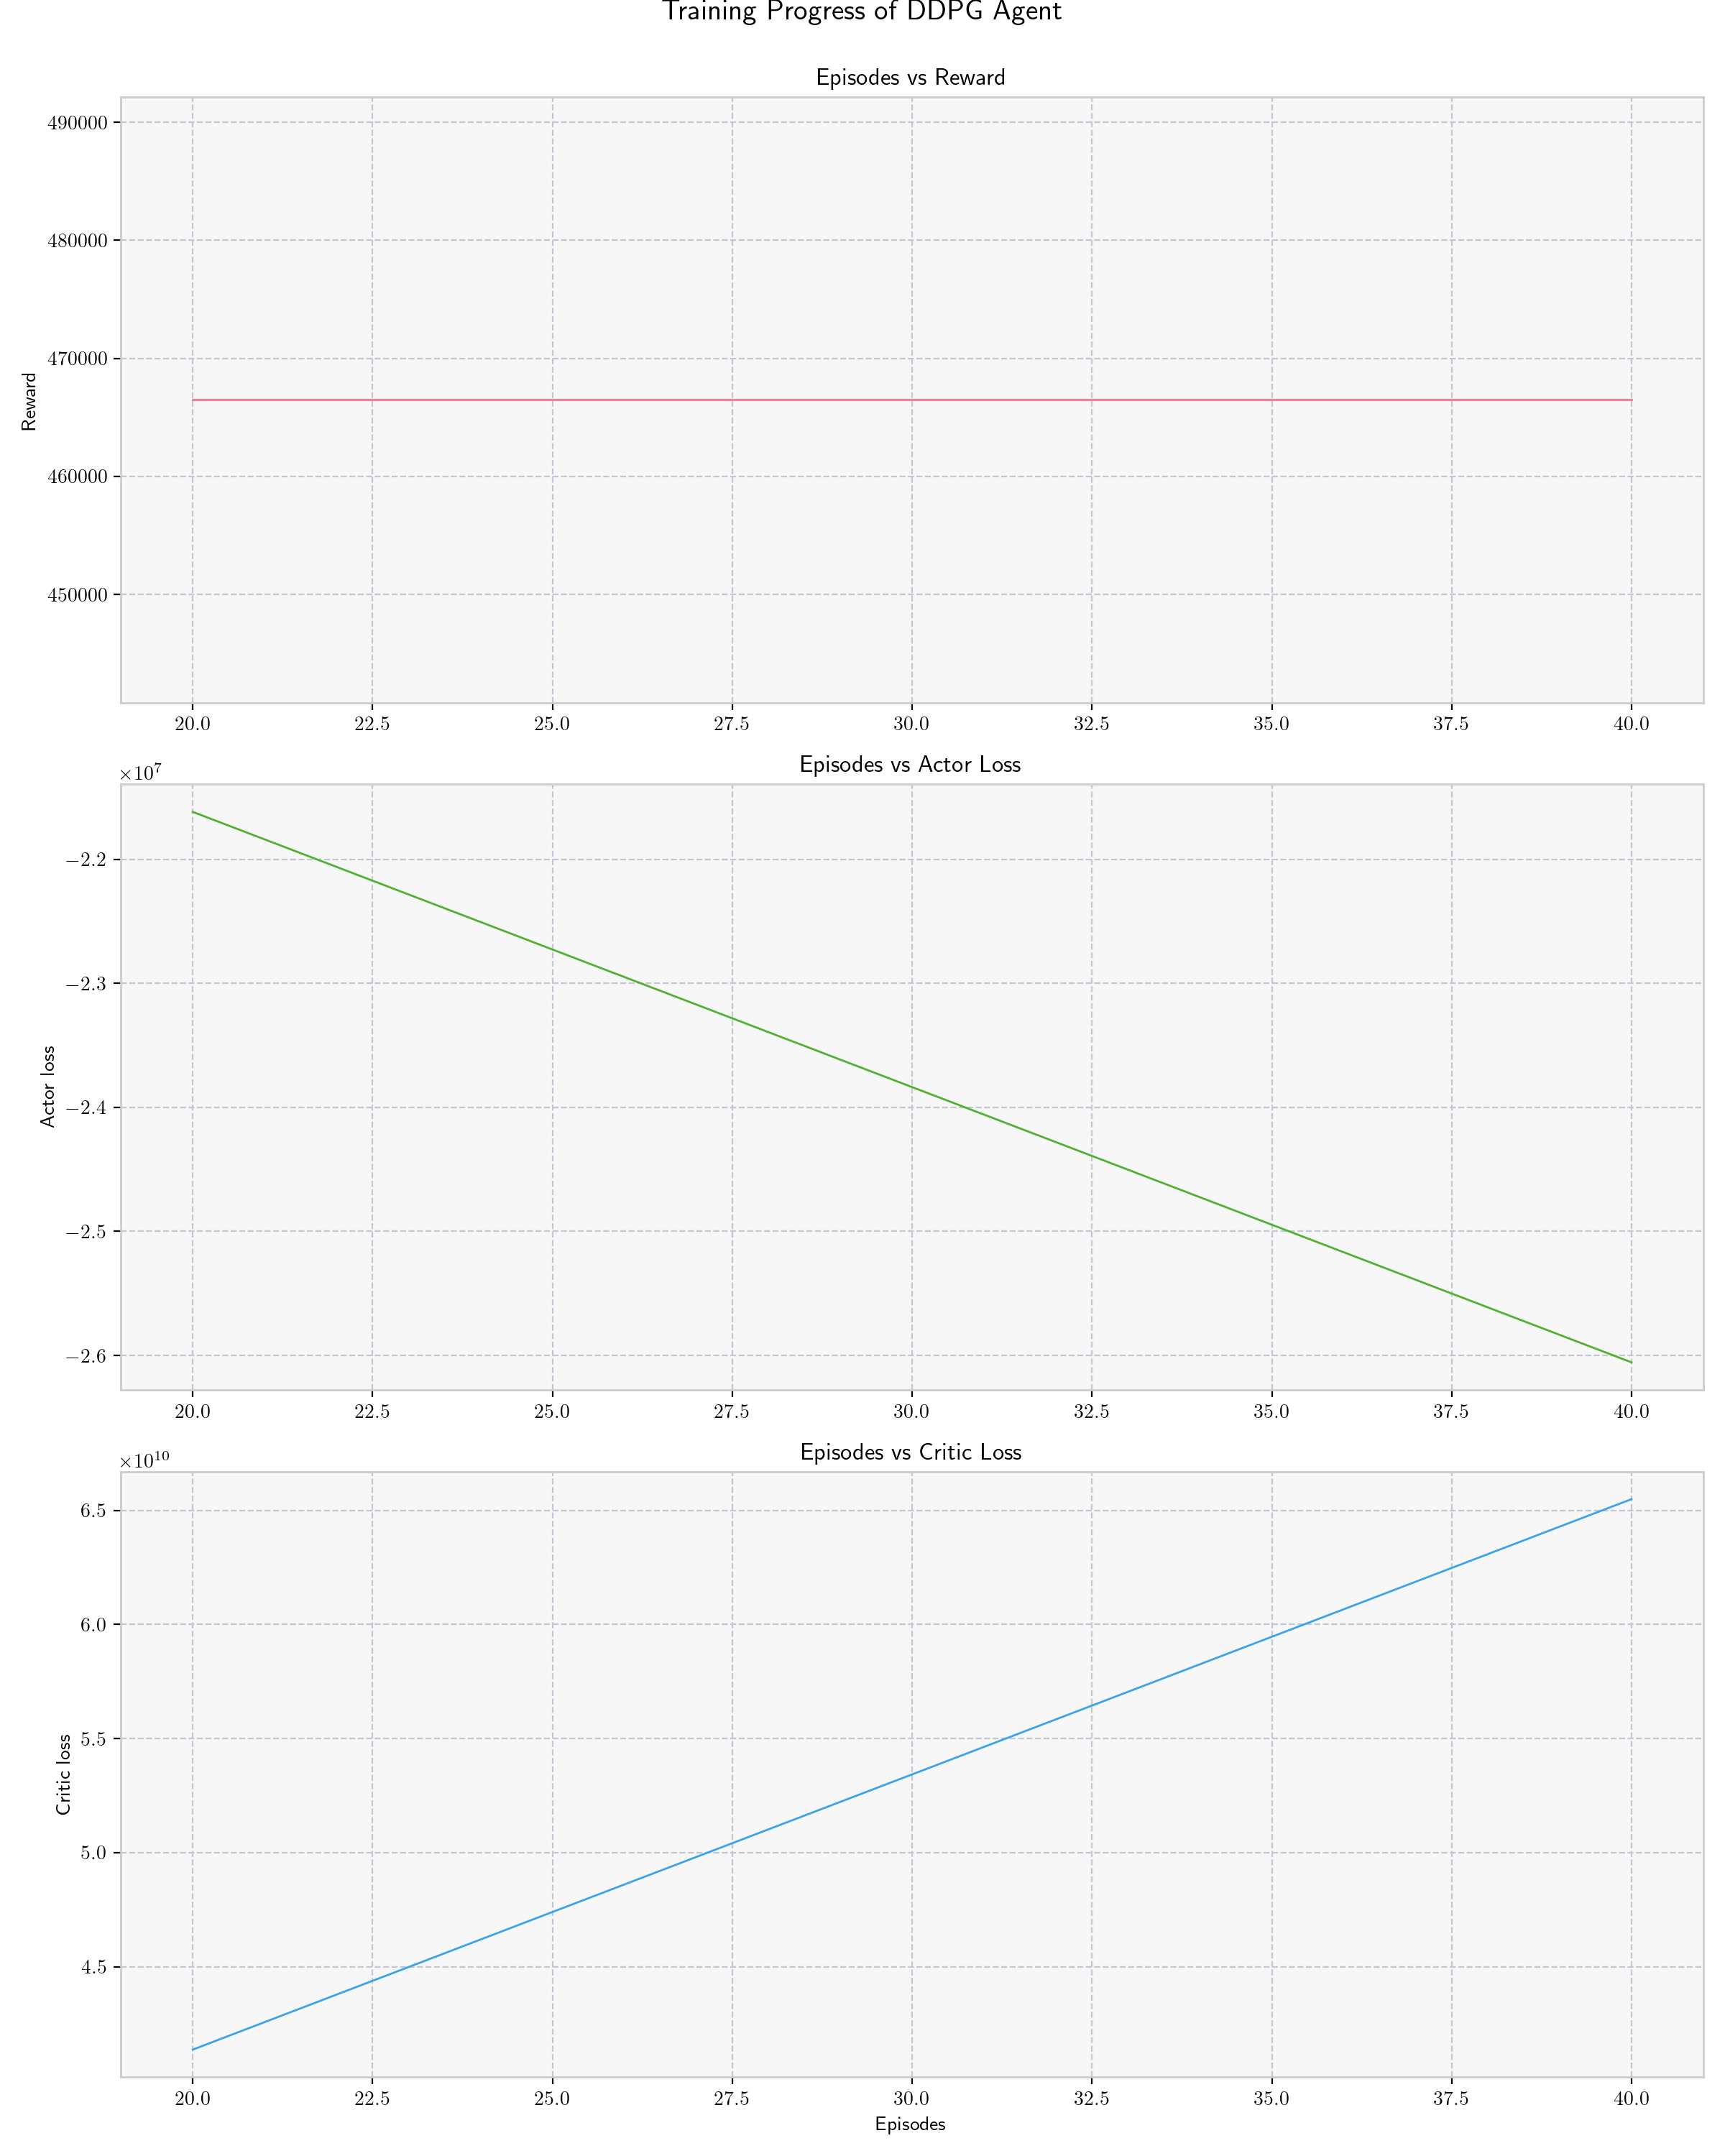 Training Progress of DDPG Agent
Episodes vs Reward
490000
480000
470000
460000
450000
Reward
20.0 22.5 25.0 27.5 30.0 32.5 35.0 37.5 40.0
Episodes vs Actor Loss
×10⁷
−2.2
−2.3
−2.4
−2.5
−2.6
Actor loss
20.0 22.5 25.0 27.5 30.0 32.5 35.0 37.5 40.0
Episodes vs Critic Loss
×10¹⁰
6.5
6.0
5.5
5.0
4.5
Critic loss
20.0 22.5 25.0 27.5 30.0 32.5 35.0 37.5 40.0
Episodes